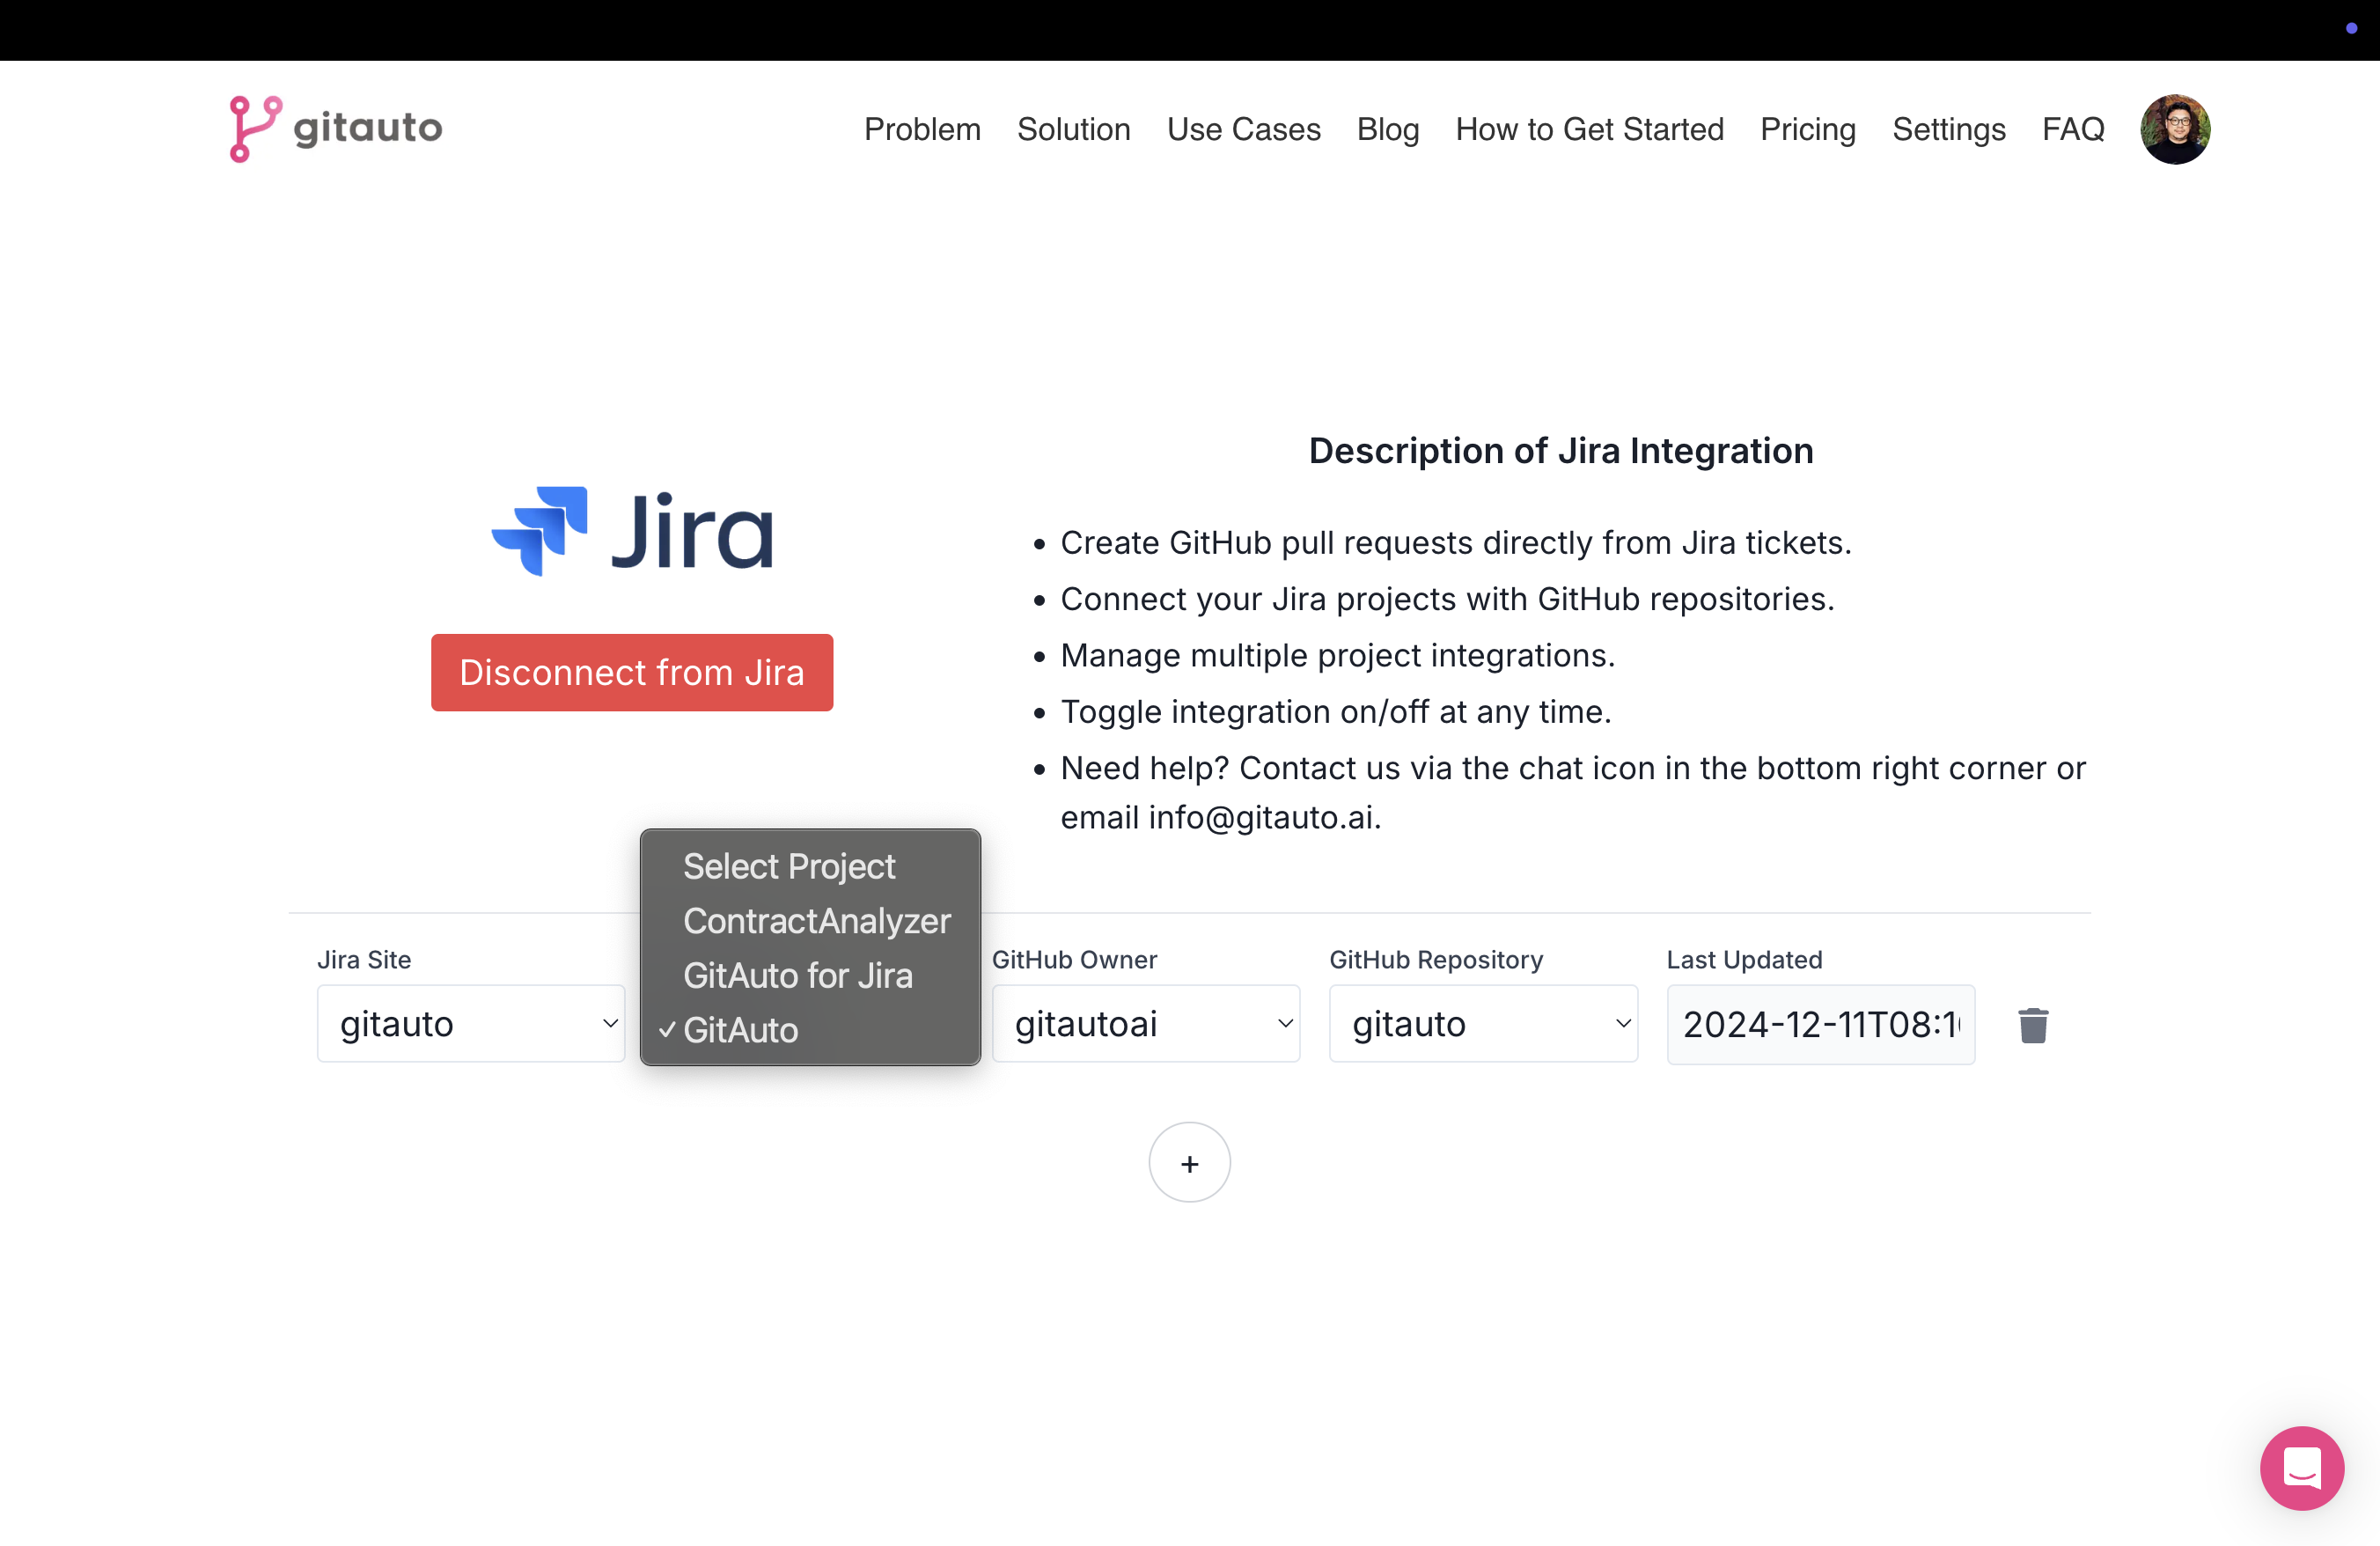 gitauto
Problem Solution Use Cases Blog How to Get Started Pricing Settings FAQ
Jira
Disconnect from Jira
Description of Jira Integration
• Create GitHub pull requests directly from Jira tickets.
• Connect your Jira projects with GitHub repositories.
• Manage multiple project integrations.
• Toggle integration on/off at any time.
• Need help? Contact us via the chat icon in the bottom right corner or
email info@gitauto.ai.
Select Project
ContractAnalyzer
GitAuto for Jira
✓ GitAuto
Jira Site
gitauto
GitHub Owner
gitautoai
GitHub Repository
gitauto
Last Updated
2024-12-11T08:1
+